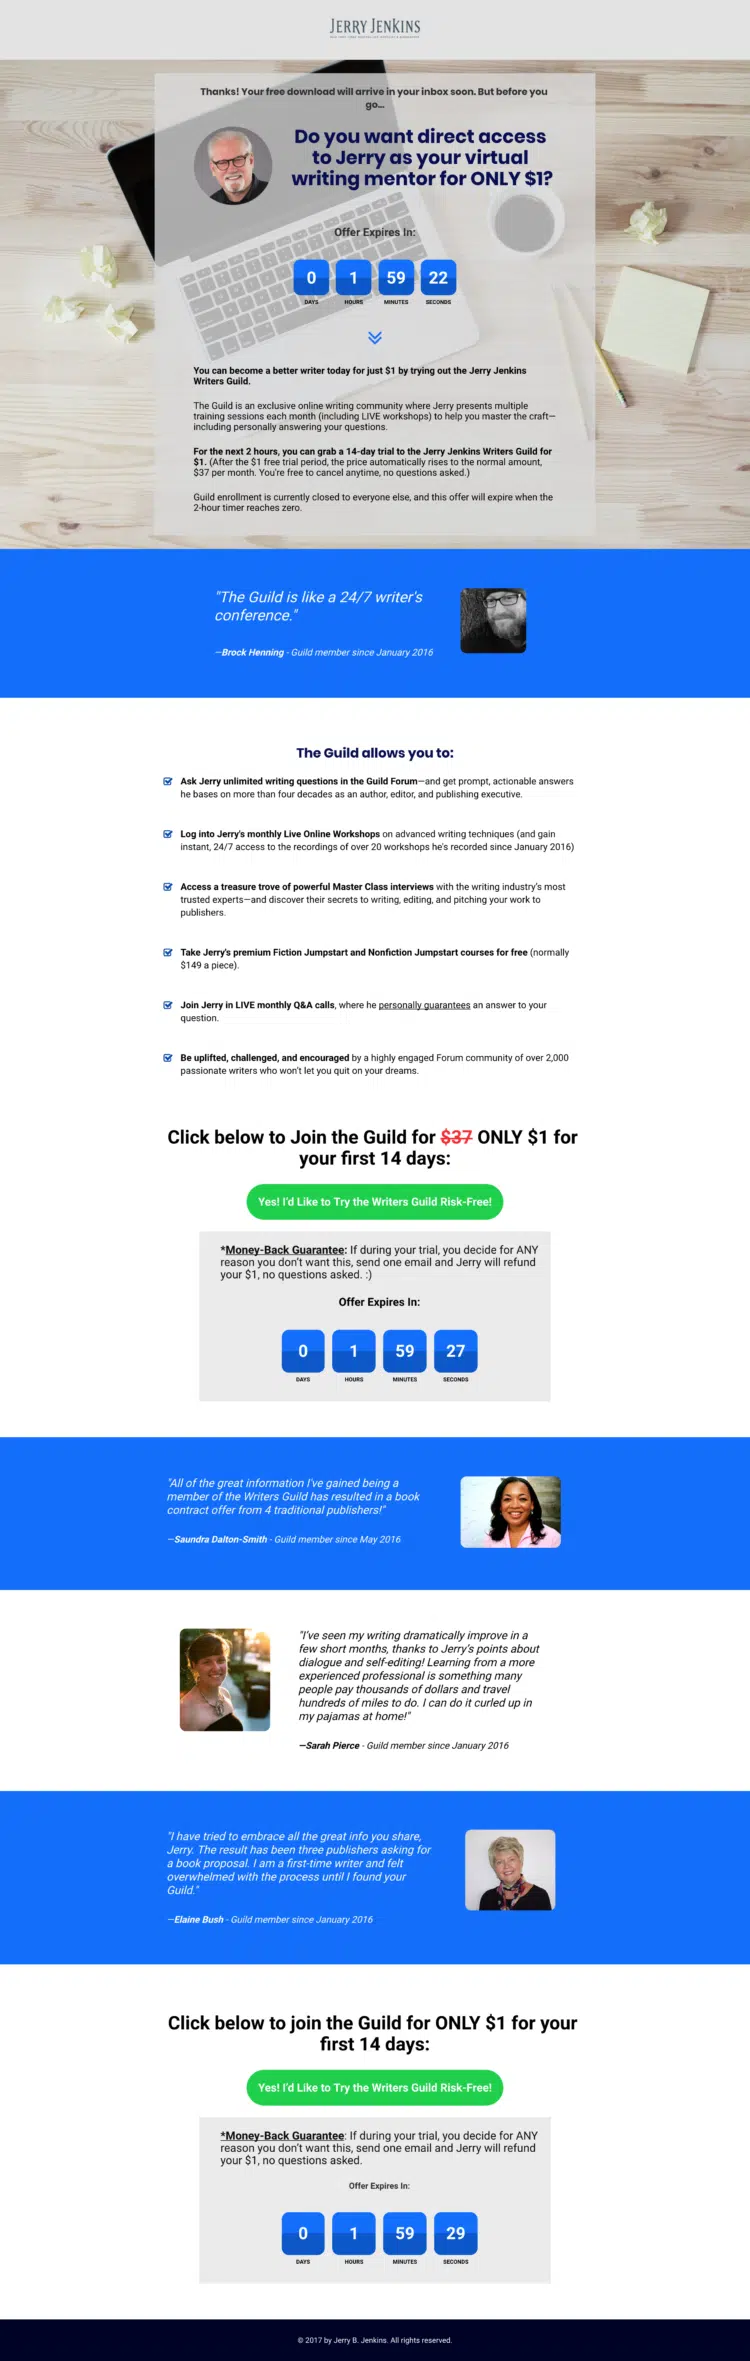 JERRY JENKINS
Thanks! Your free download will arrive in your inbox soon. But before you
go...
Do you want direct access
to Jerry as your virtual
writing mentor for ONLY $1?
Offer Expires In:
0 1 59 22
DAYS HOURS MINUTES SECONDS
You can become a better writer today for just $1 by trying out the Jerry Jenkins
Writers Guild.
The Guild is an exclusive online writing community where Jerry presents multiple
training sessions each month (including LIVE workshops) to help you master the craft—
including personally answering your questions.
For the next 2 hours, you can grab a 14-day trial to the Jerry Jenkins Writers Guild for
$1. (After the $1 free trial period, the price automatically rises to the normal amount,
$37 per month. You're free to cancel anytime, no questions asked.)
Guild enrollment is currently closed to everyone else, and this offer will expire when the
2-hour timer reaches zero.
"The Guild is like a 24/7 writer's
conference."
—Brock Henning - Guild member since January 2016
The Guild allows you to:
Ask Jerry unlimited writing questions in the Guild Forum—and get prompt, actionable answers
he bases on more than four decades as an author, editor, and publishing executive.
Log into Jerry's monthly Live Online Workshops on advanced writing techniques (and gain
instant, 24/7 access to the recordings of over 20 workshops he's recorded since January 2016)
Access a treasure trove of powerful Master Class interviews with the writing industry's most
trusted experts—and discover their secrets to writing, editing, and pitching your work to
publishers.
Take Jerry's premium Fiction Jumpstart and Nonfiction Jumpstart courses for free (normally
$149 a piece).
Join Jerry in LIVE monthly Q&A calls, where he personally guarantees an answer to your
question.
Be uplifted, challenged, and encouraged by a highly engaged Forum community of over 2,000
passionate writers who won't let you quit on your dreams.
Click below to Join the Guild for $37 ONLY $1 for
your first 14 days:
Yes! I'd Like to Try the Writers Guild Risk-Free!
*Money-Back Guarantee: If during your trial, you decide for ANY
reason you don't want this, send one email and Jerry will refund
your $1, no questions asked. :)
Offer Expires In:
0 1 59 27
DAYS HOURS MINUTES SECONDS
"All of the great information I've gained being a
member of the Writers Guild has resulted in a book
contract offer from 4 traditional publishers!"
—Saundra Dalton-Smith - Guild member since May 2016
"I've seen my writing dramatically improve in a
few short months, thanks to Jerry's points about
dialogue and self-editing! Learning from a more
experienced professional is something many
people pay thousands of dollars and travel
hundreds of miles to do. I can do it curled up in
my pajamas at home!"
—Sarah Pierce - Guild member since January 2016
"I have tried to embrace all the great info you share,
Jerry. The result has been three publishers asking for
a book proposal. I am a first-time writer and felt
overwhelmed with the process until I found your
Guild."
—Elaine Bush - Guild member since January 2016
Click below to join the Guild for ONLY $1 for your
first 14 days:
Yes! I'd Like to Try the Writers Guild Risk-Free!
*Money-Back Guarantee: If during your trial, you decide for ANY
reason you don't want this, send one email and Jerry will refund
your $1, no questions asked.
Offer Expires In:
0 1 59 29
DAYS HOURS MINUTES SECONDS
© 2017 by Jerry B. Jenkins. All rights reserved.